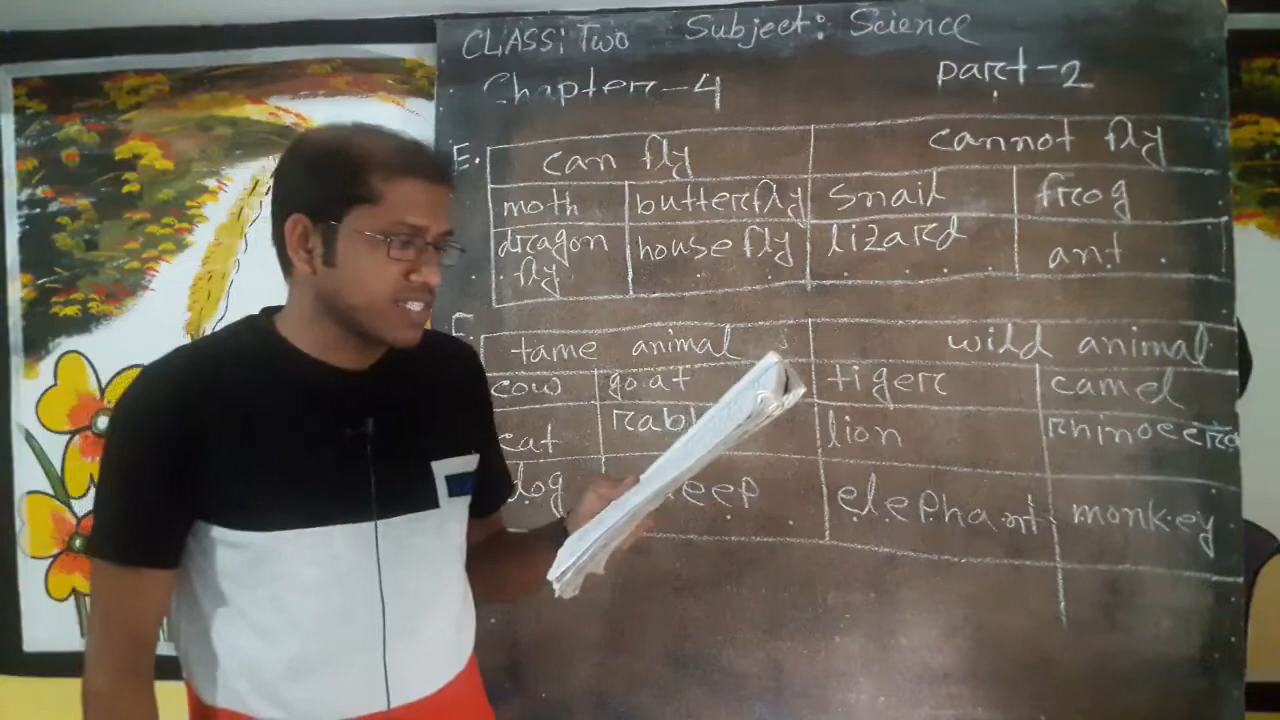 CLASS: Two Subject: Science
Chapter-4 part-2
E. can fly cannot fly
moth butterfly snail frog
dragon fly house fly lizard ant
tame animal wild animal
cow goat tiger camel
cat lion
dog elephant monkey